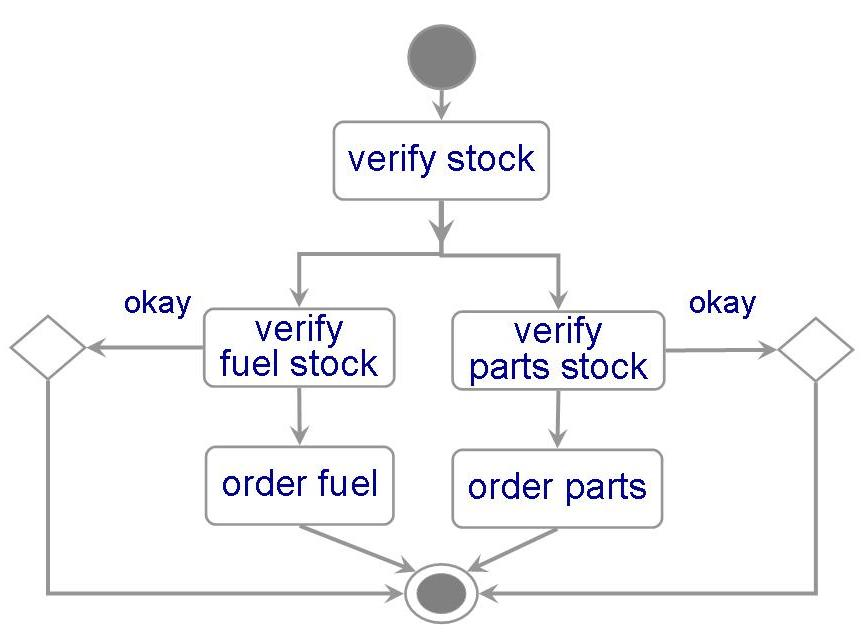 verify stock
okay
okay
verify
fuel stock
verify
parts stock
order fuel
order parts